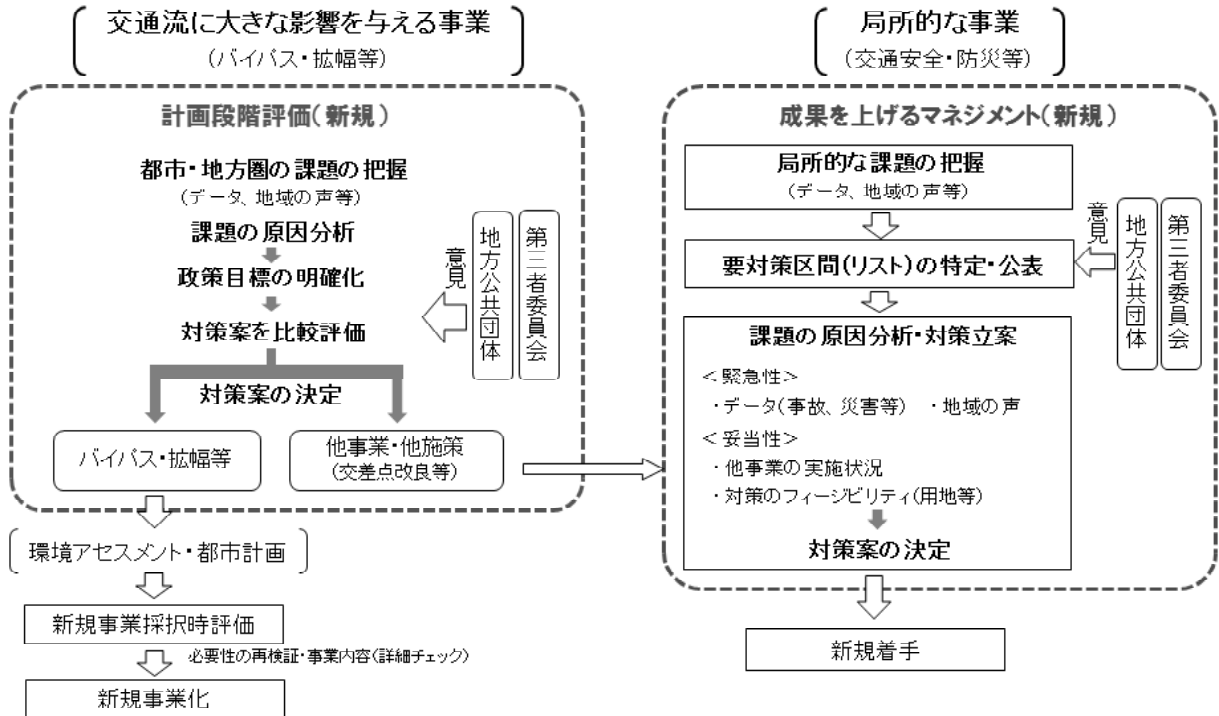 交通流に大きな影響を与える事業
(バイパス・拡幅等)
計画段階評価(新規)
都市・地方圏の課題の把握
(データ、地域の声等)
課題の原因分析
政策目標の明確化
対策案を比較評価
対策案の決定
意見
地方公共団体
第三者委員会
バイパス・拡幅等
他事業・他施策
(交差点改良等)
環境アセスメント・都市計画
新規事業採択時評価
必要性の再検証・事業内容(詳細チェック)
新規事業化
局所的な事業
(交通安全・防災等)
成果を上げるマネジメント(新規)
局所的な課題の把握
(データ、地域の声等)
要対策区間(リスト)の特定・公表
意見
地方公共団体
第三者委員会
課題の原因分析・対策立案
＜緊急性＞
・データ(事故、災害等) ・地域の声
＜妥当性＞
・他事業の実施状況
・対策のフィージビリティ(用地等)
対策案の決定
新規着手